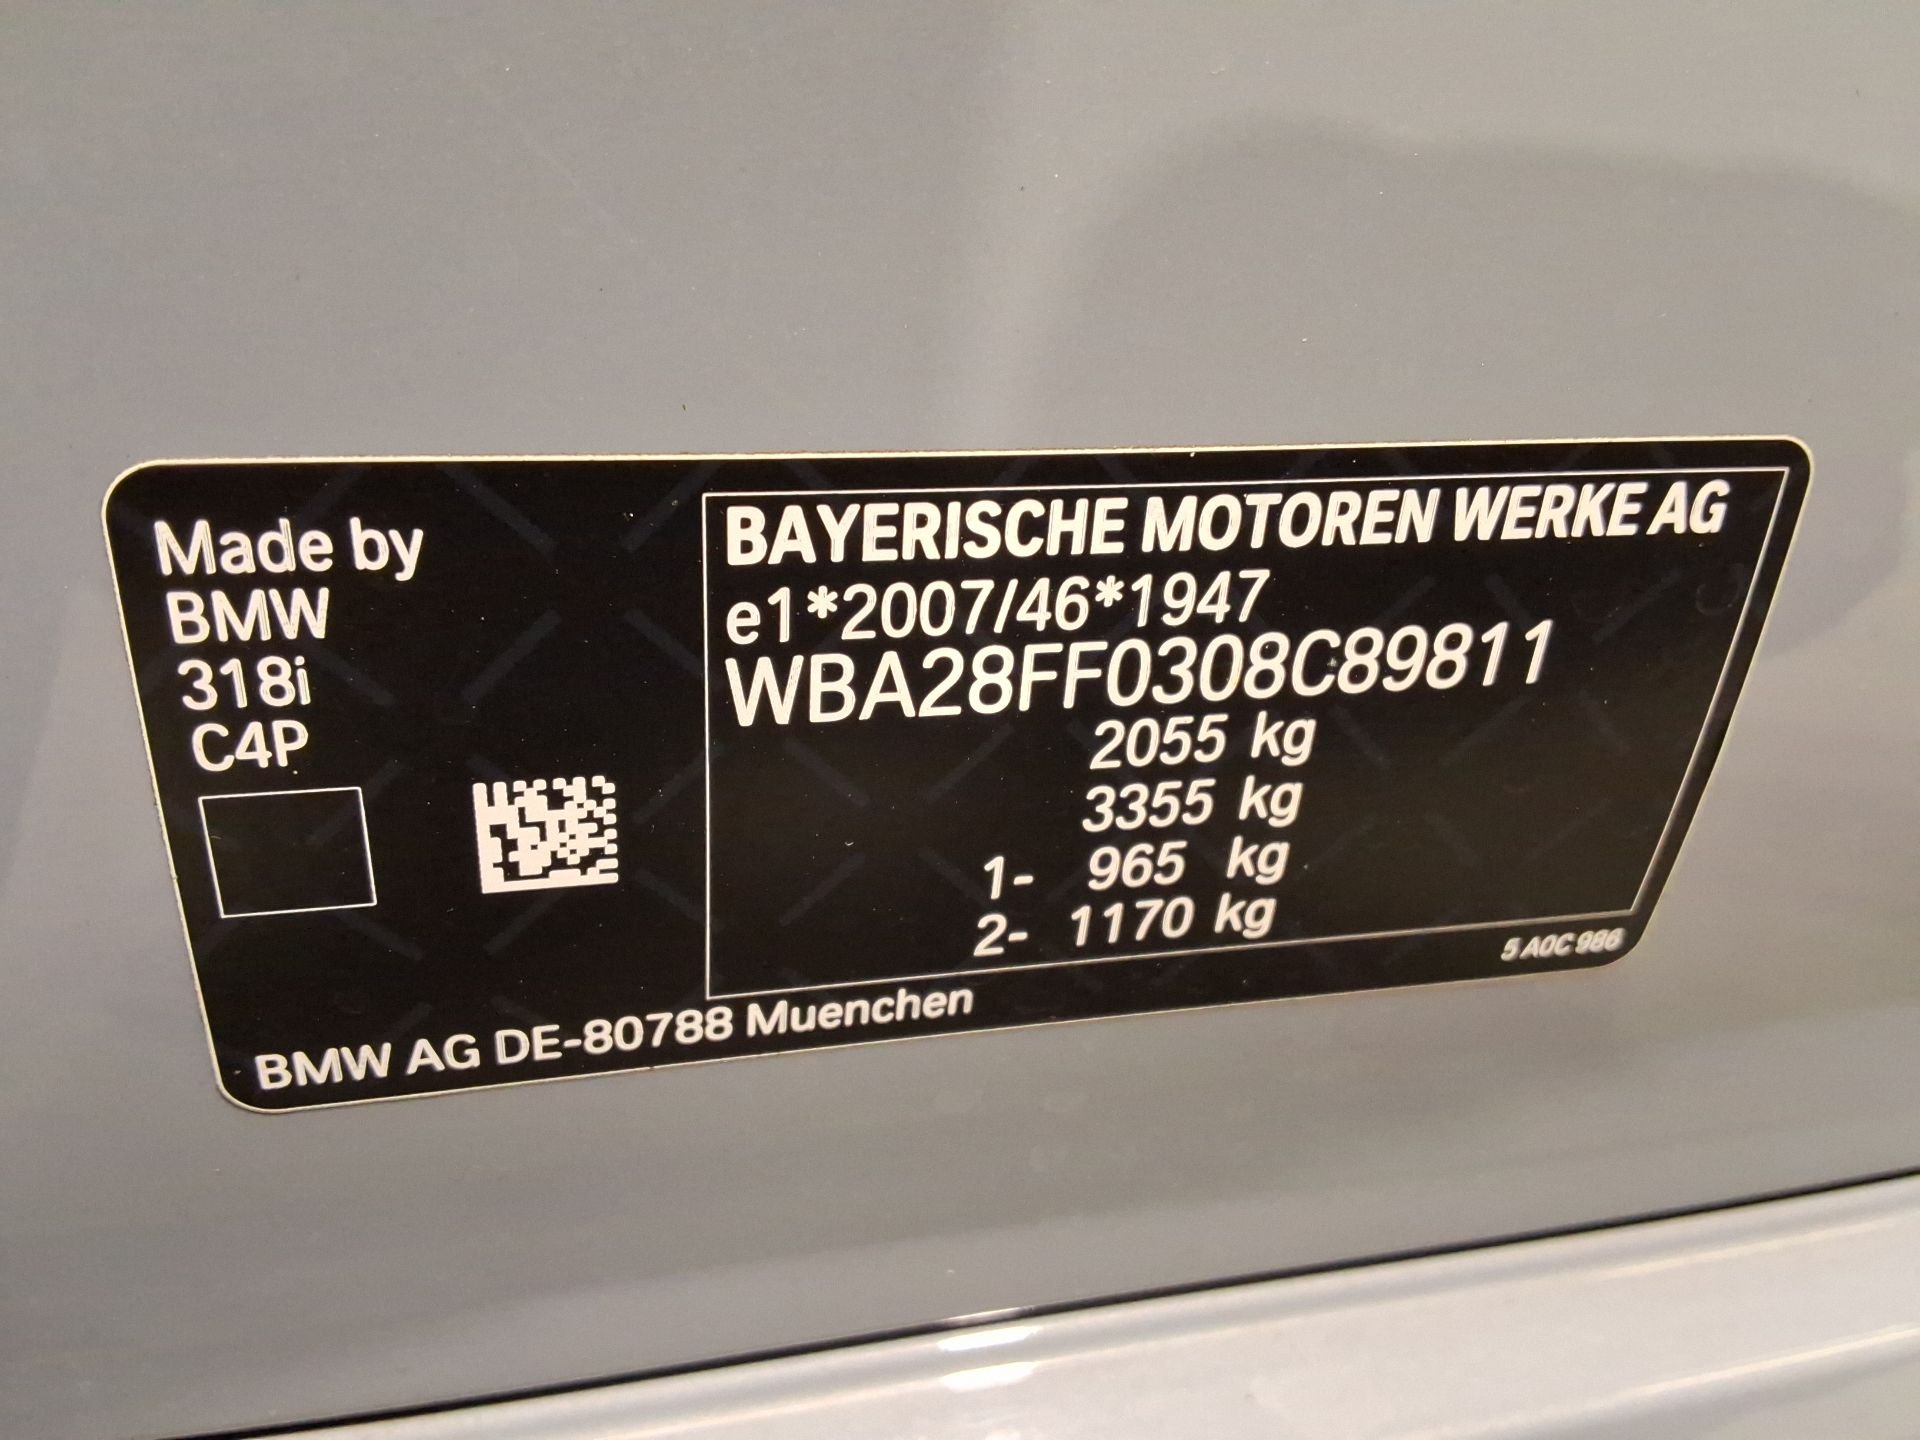 Made by
BMW
318i
C4P
BAYERISCHE MOTOREN WERKE AG
e1*2007/46*1947
WBA28FF0308C89811
2055 kg
3355 kg
1- 965 kg
2- 1170 kg
5 A0C 986
BMW AG DE-80788 Muenchen